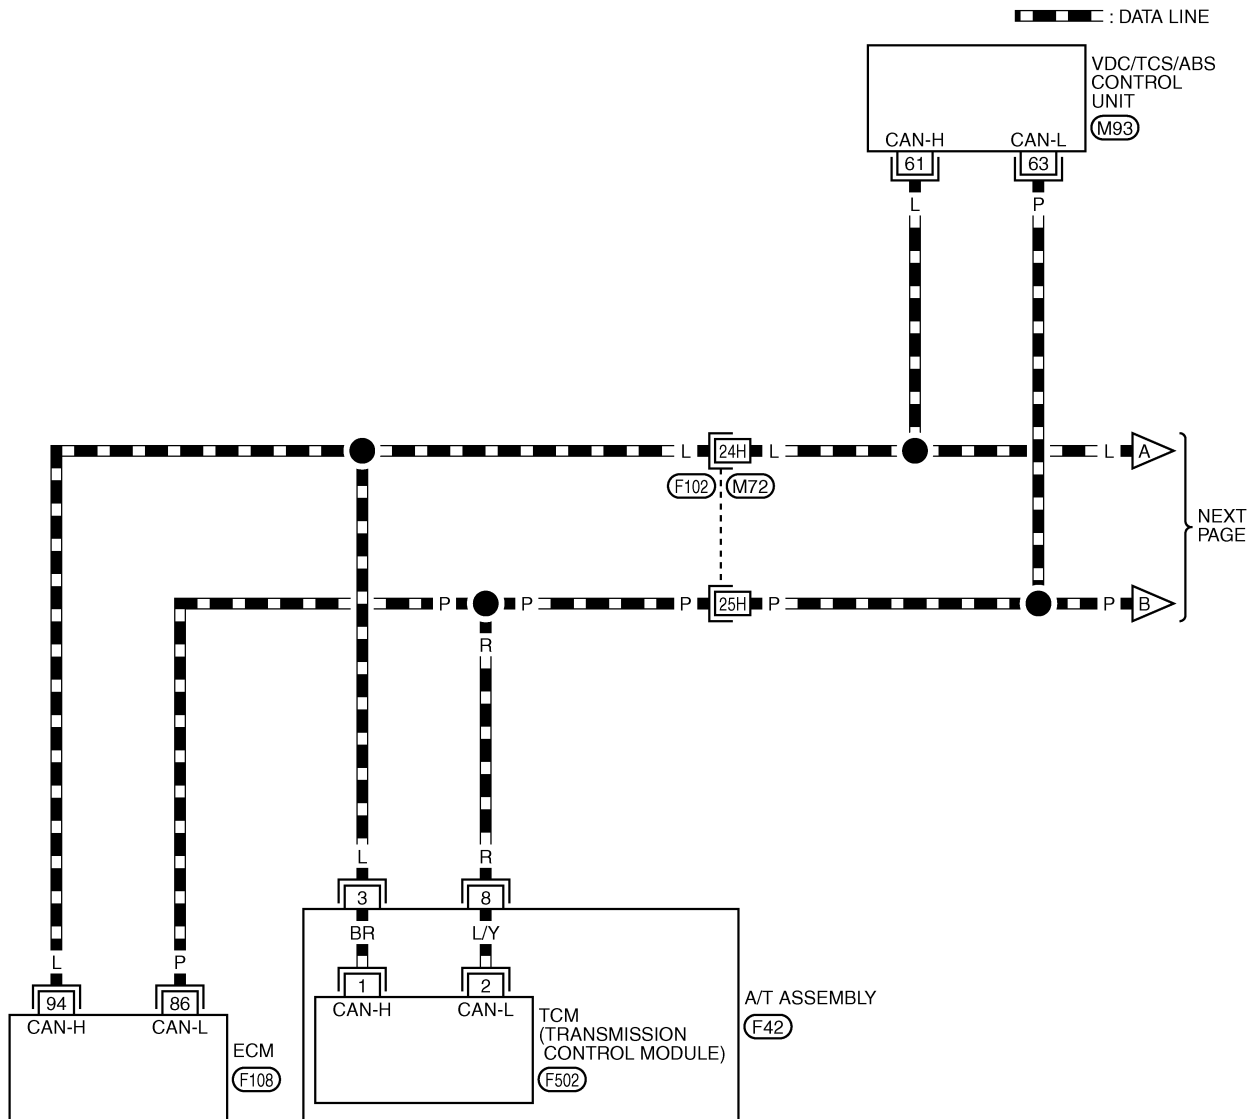 : DATA LINE
VDC/TCS/ABS
CONTROL
UNIT
M93
CAN-H
CAN-L
61
63
L
P
L
24H
L
L
A
F102
M72
NEXT
PAGE
P
P
P
25H
P
P
B
R
L
R
3
8
BR
L/Y
L
P
1
2
94
86
CAN-H
CAN-L
A/T ASSEMBLY
F42
TCM
(TRANSMISSION
CONTROL MODULE)
F502
CAN-H
CAN-L
ECM
F108